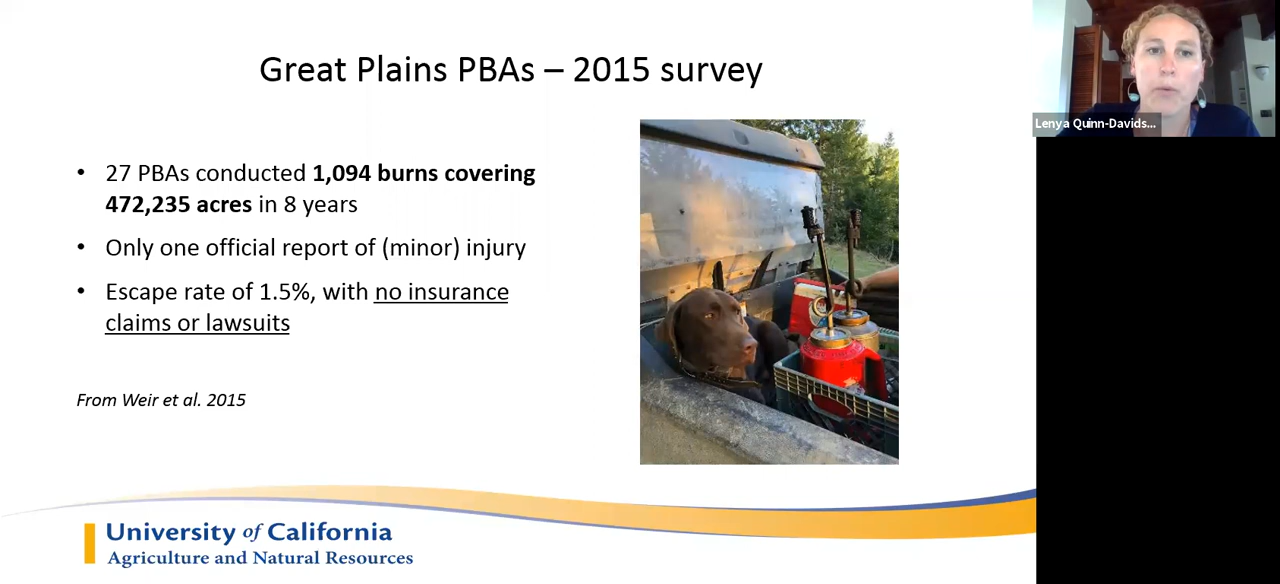 Great Plains PBAs – 2015 survey
Lenya Quinn-Davids...
• 27 PBAs conducted 1,094 burns covering
472,235 acres in 8 years
• Only one official report of (minor) injury
• Escape rate of 1.5%, with no insurance
claims or lawsuits
From Weir et al. 2015
University of California
Agriculture and Natural Resources